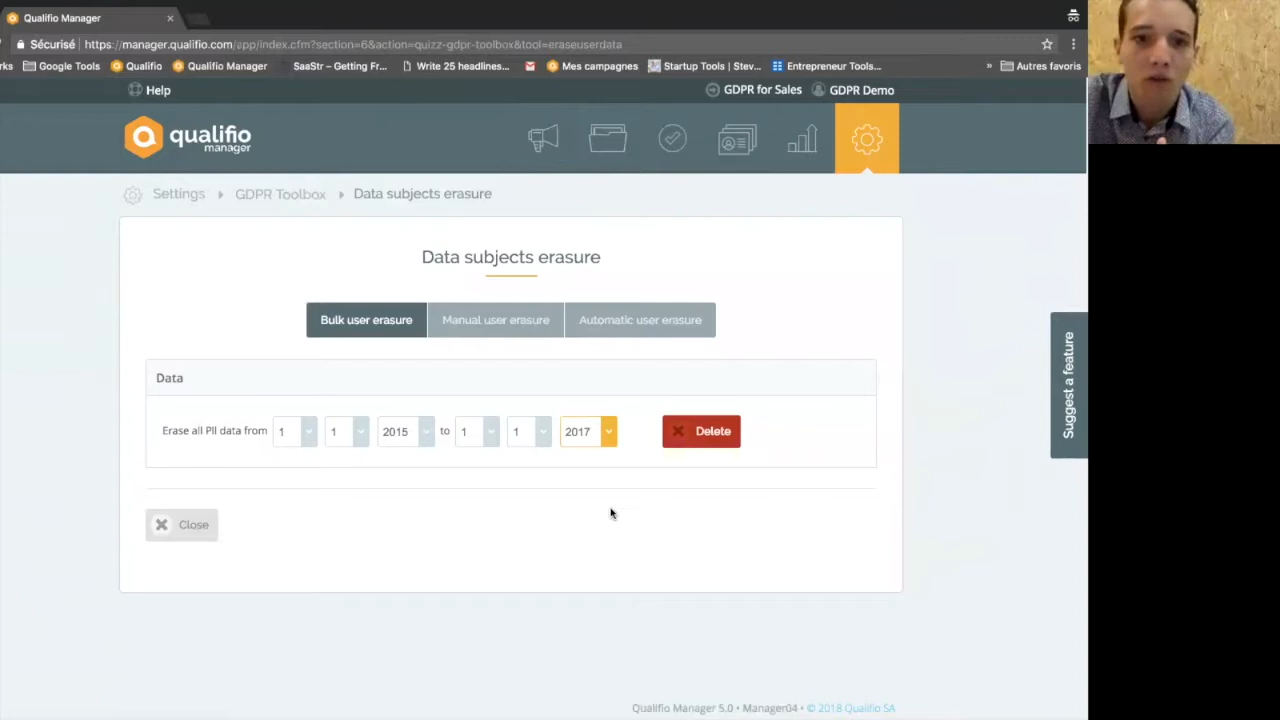 Qualifio Manager
Sécurisé https://manager.qualifio.com/app/index.cfm?section=6&action=quizz-gdpr-toolbox&tool=eraseuserdata
rks Google Tools Qualifio Qualifio Manager SaaStr – Getting Fr... Write 25 headlines... Mes campagnes Startup Tools | Stev... Entrepreneur Tools... » Autres favoris
Help GDPR for Sales GDPR Demo
qualifio
manager
Settings GDPR Toolbox Data subjects erasure
Data subjects erasure
Bulk user erasure Manual user erasure Automatic user erasure
Data
Erase all PII data from 1 1 2015 to 1 1 2017 Delete
Close
Suggest a feature
Qualifio Manager 5.0 • Manager04 • © 2018 Qualifio SA